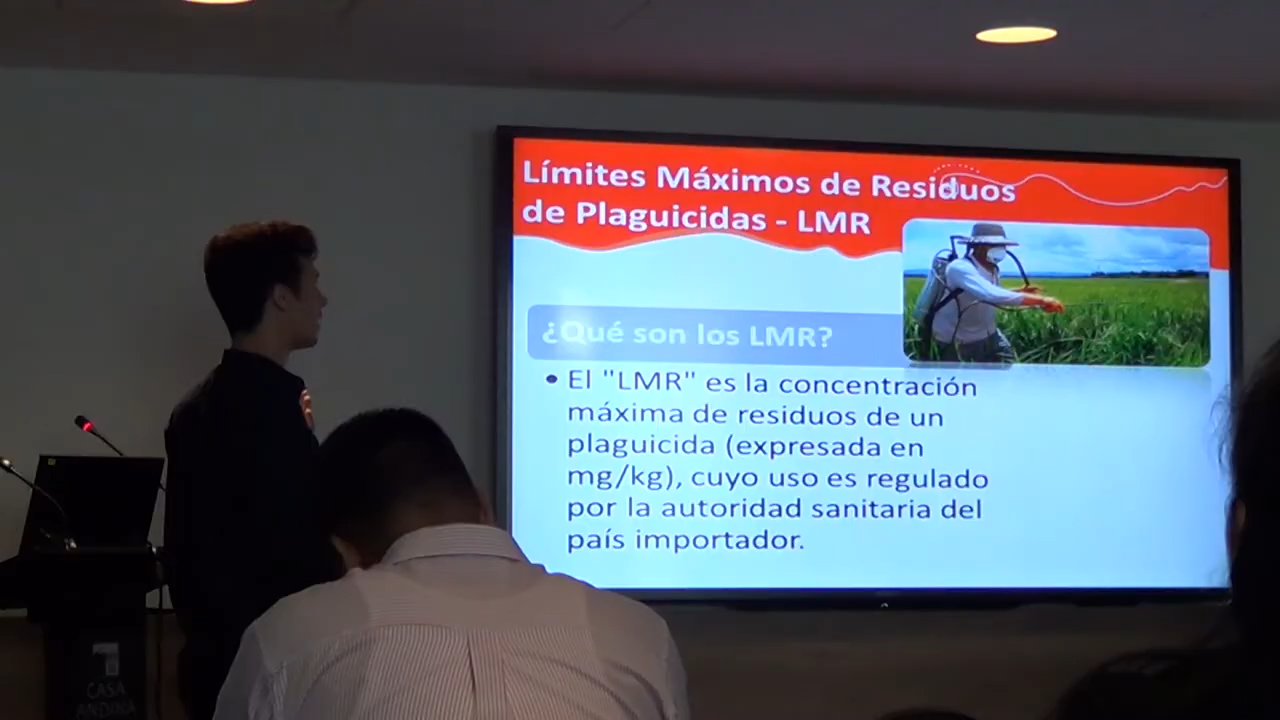 Límites Máximos de Residuos
de Plaguicidas - LMR
¿Qué son los LMR?
• El "LMR" es la concentración
máxima de residuos de un
plaguicida (expresada en
mg/kg), cuyo uso es regulado
por la autoridad sanitaria del
país importador.
CASA
ANDINA